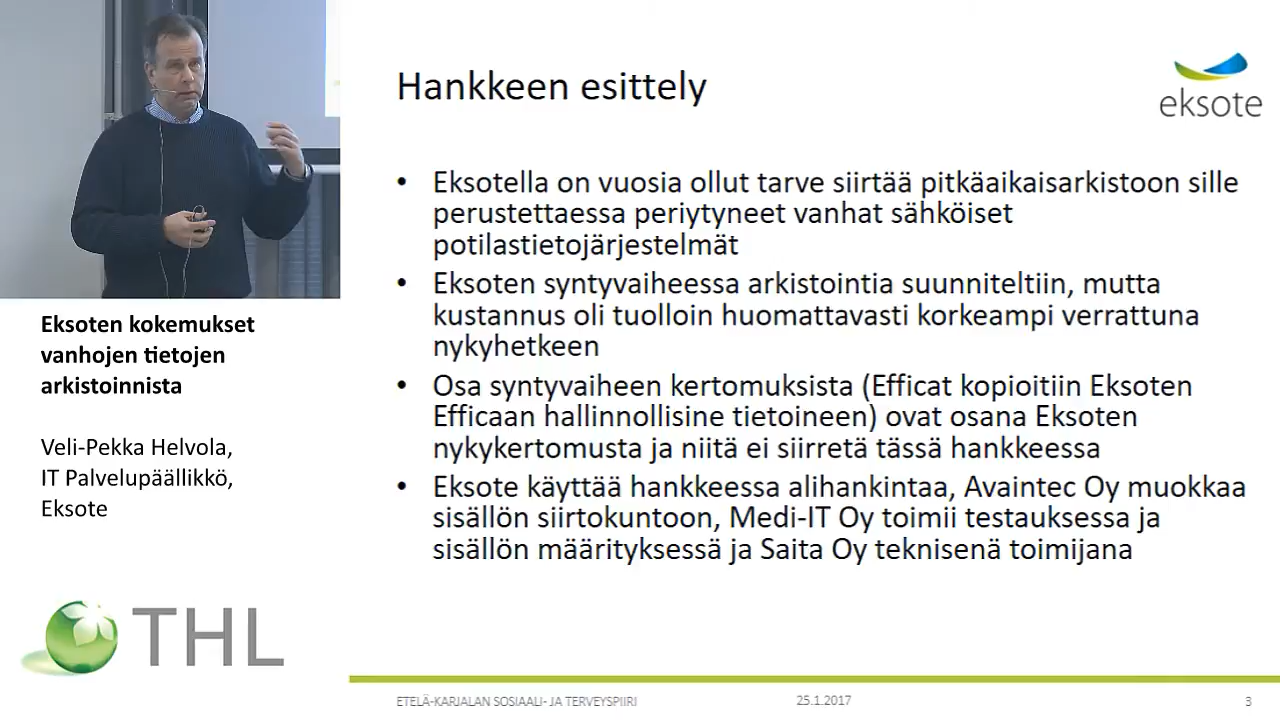 Hankkeen esittely
eksote
• Eksotella on vuosia ollut tarve siirtää pitkäaikaisarkistoon sille
perustettaessa periytyneet vanhat sähköiset
potilastietojärjestelmät
• Eksoten syntyvaiheessa arkistointia suunniteltiin, mutta
kustannus oli tuolloin huomattavasti korkeampi verrattuna
nykyhetkeen
• Osa syntyvaiheen kertomuksista (Efficat kopioitiin Eksoten
Efficaan hallinnollisine tietoineen) ovat osana Eksoten
nykykertomusta ja niitä ei siirretä tässä hankkeessa
• Eksote käyttää hankkeessa alihankintaa, Avaintec Oy muokkaa
sisällön siirtokuntoon, Medi-IT Oy toimii testauksessa ja
sisällön määrityksessä ja Saita Oy teknisenä toimijana
Eksoten kokemukset
vanhojen tietojen
arkistoinnista
Veli-Pekka Helvola,
IT Palvelupäällikkö,
Eksote
THL
ETELÄ-KARJALAN SOSIAALI- JA TERVEYSPIIRI
25.1.2017
3